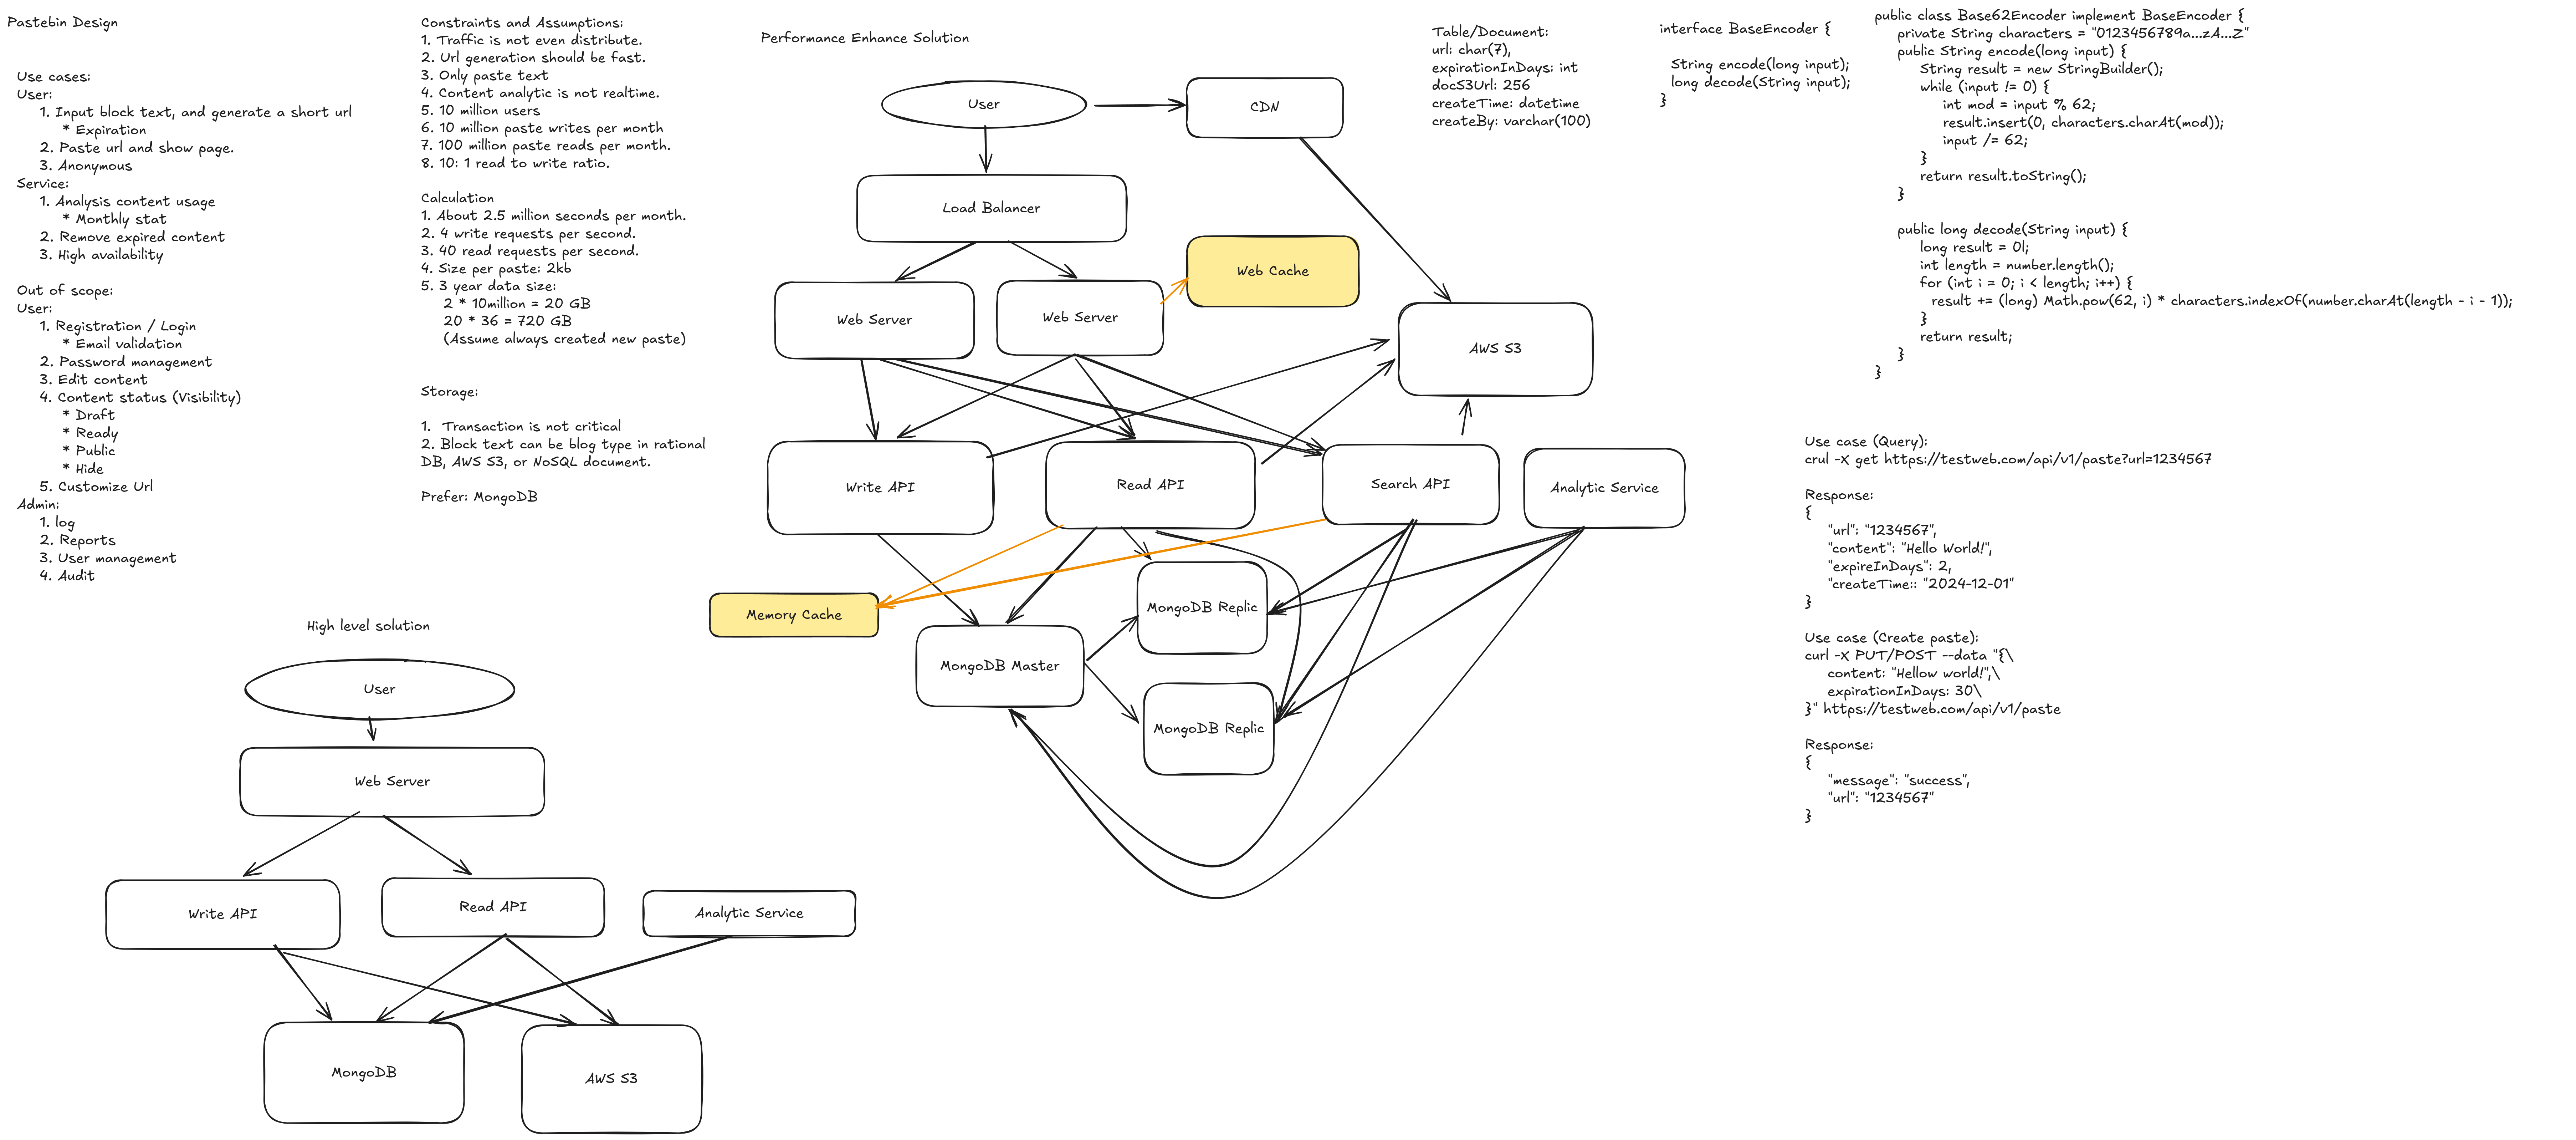 Pastebin Design
Use cases:
User:
1. Input block text, and generate a short url
* Expiration
2. Paste url and show page.
3. Anonymous
Service:
1. Analysis content usage
* Monthly stat
2. Remove expired content
3. High availability
Out of scope:
User:
1. Registration / Login
* Email validation
2. Password management
3. Edit content
4. Content status (Visibility)
* Draft
* Ready
* Public
* Hide
5. Customize Url
Admin:
1. log
2. Reports
3. User management
4. Audit
Constraints and Assumptions:
1. Traffic is not even distribute.
2. Url generation should be fast.
3. Only paste text
4. Content analytic is not realtime.
5. 10 million users
6. 10 million paste writes per month
7. 100 million paste reads per month.
8. 10: 1 read to write ratio.
Calculation
1. About 2.5 million seconds per month.
2. 4 write requests per second.
3. 40 read requests per second.
4. Size per paste: 2kb
5. 3 year data size:
2 * 10million = 20 GB
20 * 36 = 720 GB
(Assume always created new paste)
Storage:
1. Transaction is not critical
2. Block text can be blog type in rational
DB, AWS S3, or NoSQL document.
Prefer: MongoDB
High level solution
User
Web Server
Write API
Read API
Analytic Service
MongoDB
AWS S3
Performance Enhance Solution
User
CDN
Load Balancer
Web Cache
Web Server
Web Server
AWS S3
Write API
Read API
Search API
Analytic Service
Memory Cache
MongoDB Replic
MongoDB Master
MongoDB Replic
Table/Document:
url: char(7),
expirationInDays: int
docS3Url: 256
createTime: datetime
createBy: varchar(100)
interface BaseEncoder {
String encode(long input);
long decode(String input);
}
public class Base62Encoder implement BaseEncoder {
private String characters = "0123456789a...zA...Z"
public String encode(long input) {
String result = new StringBuilder();
while (input != 0) {
int mod = input % 62;
result.insert(0, characters.charAt(mod));
input /= 62;
}
return result.toString();
}
public long decode(String input) {
long result = 0l;
int length = number.length();
for (int i = 0; i < length; i++) {
result += (long) Math.pow(62, i) * characters.indexOf(number.charAt(length - i - 1));
}
return result;
}
}
Use case (Query):
crul -X get https://testweb.com/api/v1/paste?url=1234567
Response:
{
"url": "1234567",
"content": "Hello World!",
"expireInDays": 2,
"createTime:: "2024-12-01"
}
Use case (Create paste):
curl -X PUT/POST --data "{\
content: "Hellow world!",\
expirationInDays: 30\
}" https://testweb.com/api/v1/paste
Response:
{
"message": "success",
"url": "1234567"
}